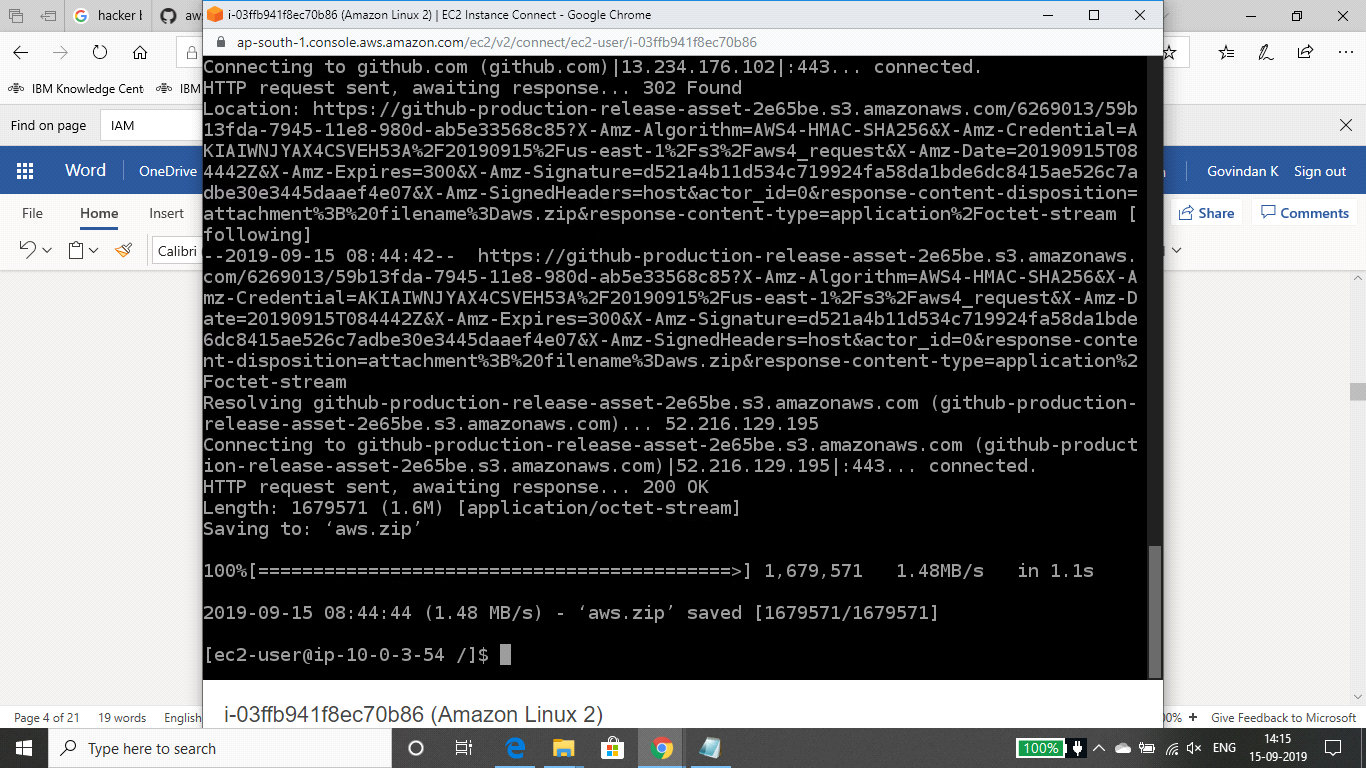 hacker b
aw
i-03ffb941f8ec70b86 (Amazon Linux 2) | EC2 Instance Connect - Google Chrome
ap-south-1.console.aws.amazon.com/ec2/v2/connect/ec2-user/i-03ffb941f8ec70b86
IBM Knowledge Cent
IBM
Find on page
IAM
Word
OneDrive
Govindan K
Sign out
File
Home
Insert
Share
Comments
Calibri
Connecting to github.com (github.com)|13.234.176.102|:443... connected.
HTTP request sent, awaiting response... 302 Found
Location: https://github-production-release-asset-2e65be.s3.amazonaws.com/6269013/59b
13fda-7945-11e8-980d-ab5e33568c85?X-Amz-Algorithm=AWS4-HMAC-SHA256&X-Amz-Credential=A
KIAIWNJYAX4CSVEH53A%2F20190915%2Fus-east-1%2Fs3%2Faws4_request&X-Amz-Date=20190915T08
4442Z&X-Amz-Expires=300&X-Amz-Signature=d521a4b11d534c719924fa58da1bde6dc8415ae526c7a
dbe30e3445daaef4e07&X-Amz-SignedHeaders=host&actor_id=0&response-content-disposition=
attachment%3B%20filename%3Daws.zip&response-content-type=application%2Foctet-stream [
following]
--2019-09-15 08:44:42--  https://github-production-release-asset-2e65be.s3.amazonaws.
com/6269013/59b13fda-7945-11e8-980d-ab5e33568c85?X-Amz-Algorithm=AWS4-HMAC-SHA256&X-A
mz-Credential=AKIAIWNJYAX4CSVEH53A%2F20190915%2Fus-east-1%2Fs3%2Faws4_request&X-Amz-D
ate=20190915T084442Z&X-Amz-Expires=300&X-Amz-Signature=d521a4b11d534c719924fa58da1bde
6dc8415ae526c7adbe30e3445daaef4e07&X-Amz-SignedHeaders=host&actor_id=0&response-conte
nt-disposition=attachment%3B%20filename%3Daws.zip&response-content-type=application%2
Foctet-stream
Resolving github-production-release-asset-2e65be.s3.amazonaws.com (github-production-
release-asset-2e65be.s3.amazonaws.com)... 52.216.129.195
Connecting to github-production-release-asset-2e65be.s3.amazonaws.com (github-product
ion-release-asset-2e65be.s3.amazonaws.com)|52.216.129.195|:443... connected.
HTTP request sent, awaiting response... 200 OK
Length: 1679571 (1.6M) [application/octet-stream]
Saving to: ‘aws.zip’
100%[===========================================>] 1,679,571   1.48MB/s   in 1.1s
2019-09-15 08:44:44 (1.48 MB/s) - ‘aws.zip’ saved [1679571/1679571]
[ec2-user@ip-10-0-3-54 /]$
i-03ffb941f8ec70b86 (Amazon Linux 2)
Page 4 of 21
19 words
English
00%
+
Give Feedback to Microsoft
Type here to search
100%
ENG
14:15
15-09-2019